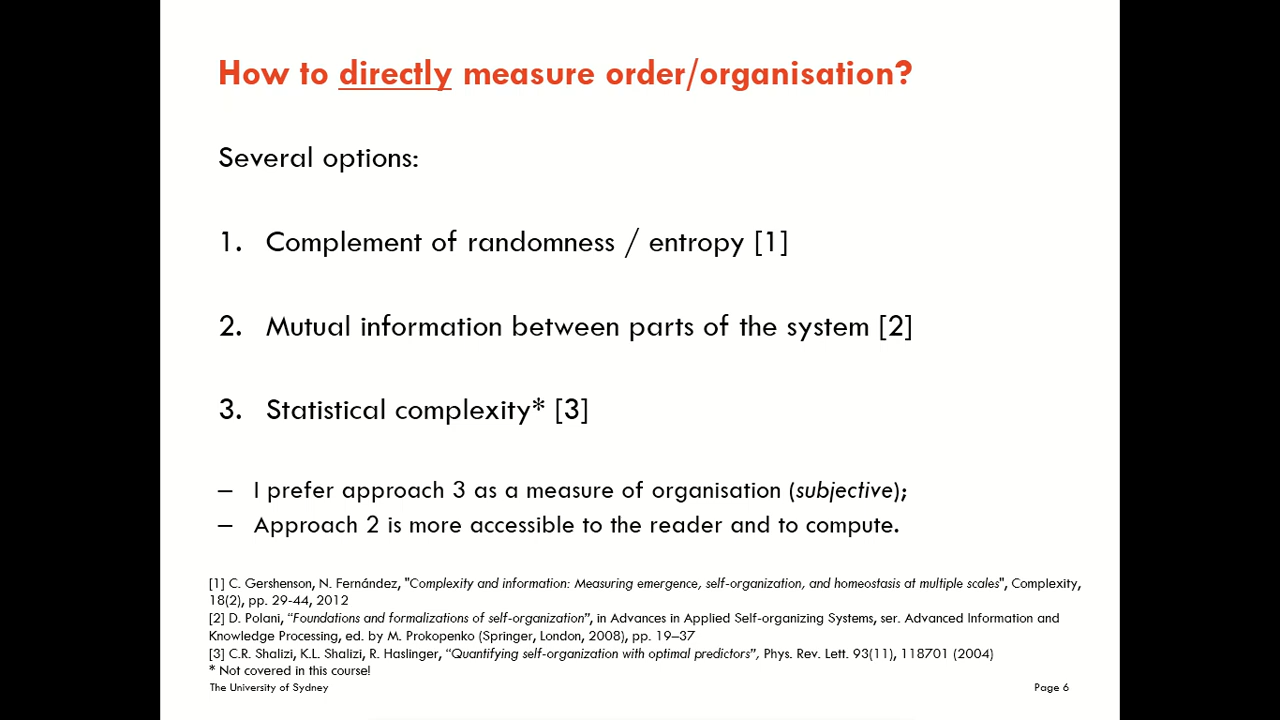 How to directly measure order/organisation?
Several options:
1. Complement of randomness / entropy [1]
2. Mutual information between parts of the system [2]
3. Statistical complexity* [3]
– I prefer approach 3 as a measure of organisation (subjective);
– Approach 2 is more accessible to the reader and to compute.
[1] C. Gershenson, N. Fernández, "Complexity and information: Measuring emergence, self-organization, and homeostasis at multiple scales", Complexity,
18(2), pp. 29-44, 2012
[2] D. Polani, “Foundations and formalizations of self-organization”, in Advances in Applied Self-organizing Systems, ser. Advanced Information and
Knowledge Processing, ed. by M. Prokopenko (Springer, London, 2008), pp. 19–37
[3] C.R. Shalizi, K.L. Shalizi, R. Haslinger, “Quantifying self-organization with optimal predictors”, Phys. Rev. Lett. 93(11), 118701 (2004)
* Not covered in this course!
The University of Sydney
Page 6